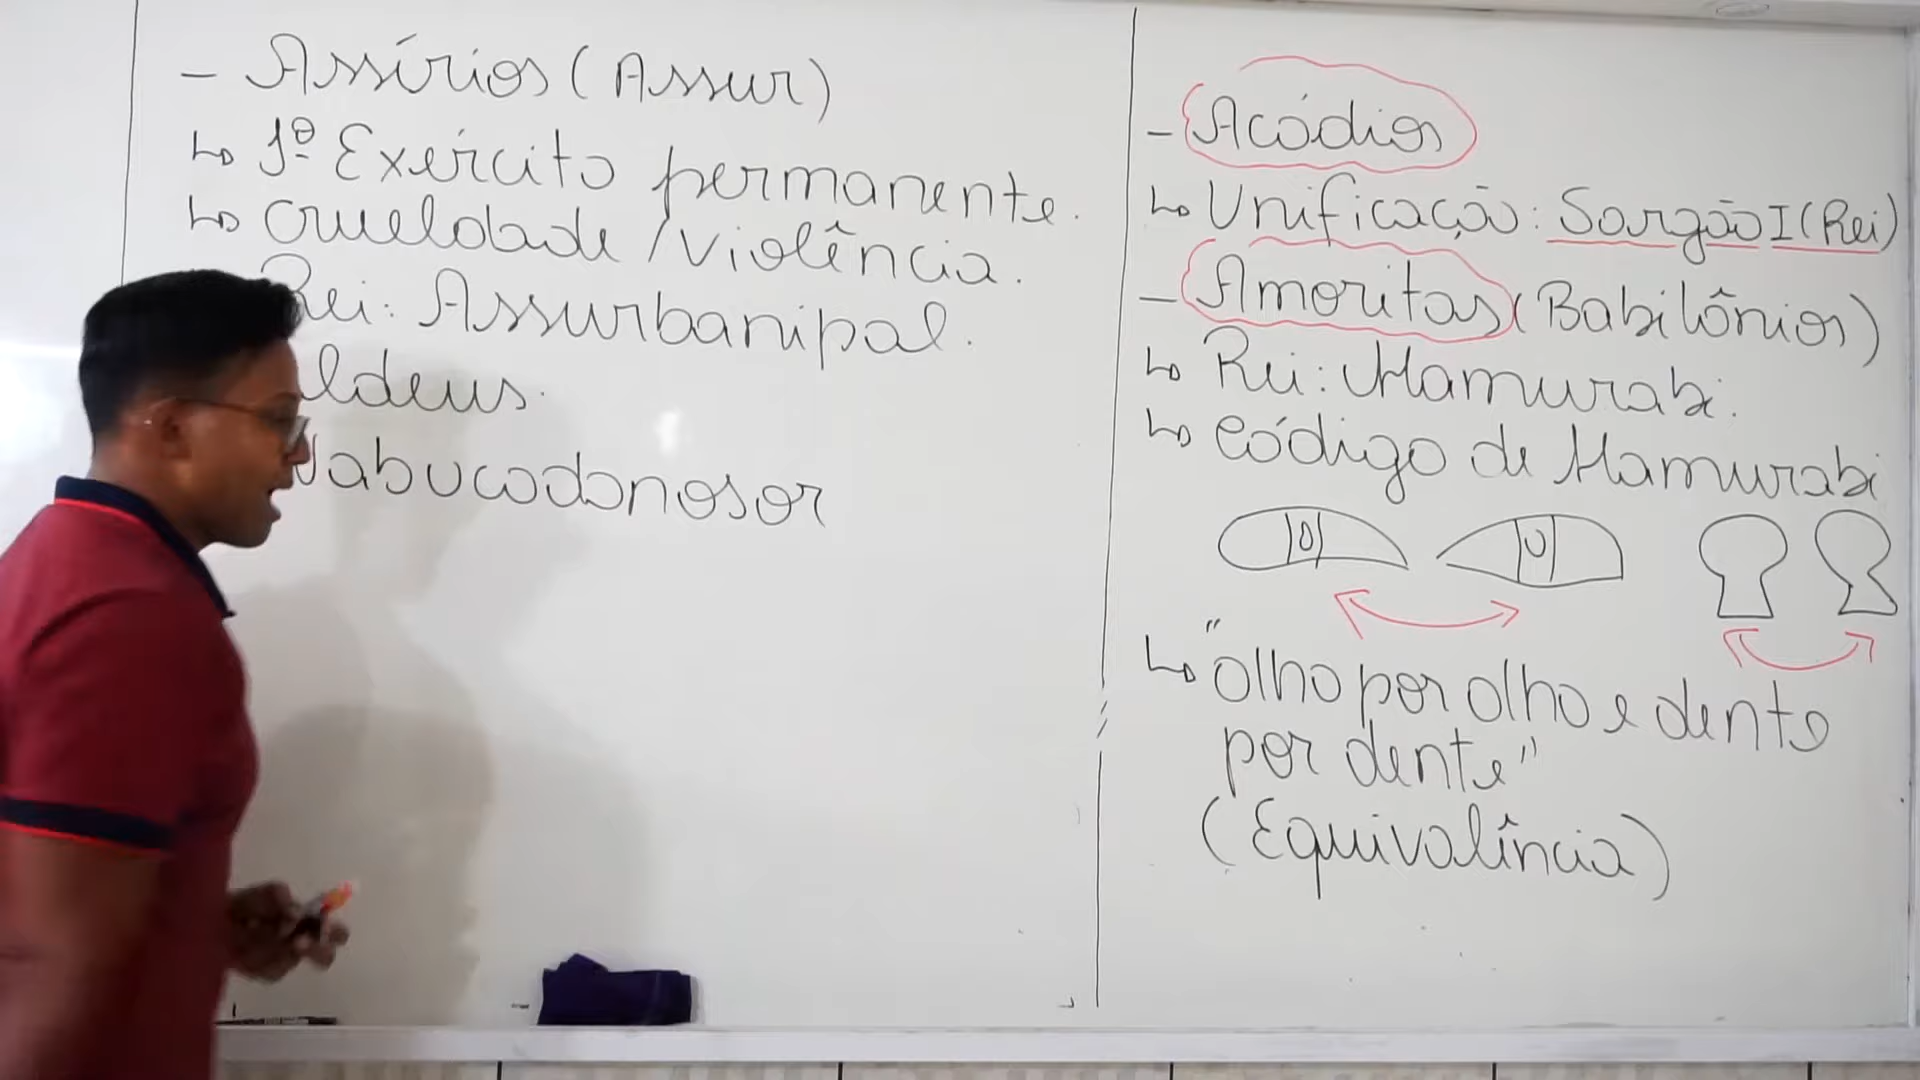 - Assírios (Assur)
↳ 1º Exército permanente.
↳ crueldade / violência.
Rei: Assurbanipal.
ldeus.
Nabucodonosor
- Acádios
↳ Unificação: Sargão I (Rei)
- Amoritas (Babilônios)
↳ Rei: Hamurabi.
↳ Código de Hamurabi
↳ "olho por olho e dente
por dente"
(Equivalência)